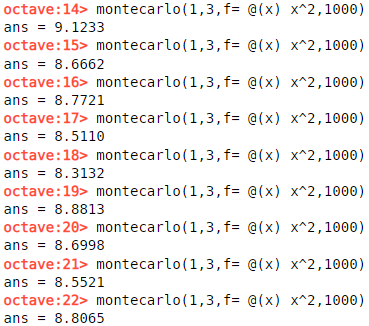 octave:14> montecarlo(1,3,f= @(x) x^2,1000)
ans = 9.1233
octave:15> montecarlo(1,3,f= @(x) x^2,1000)
ans = 8.6662
octave:16> montecarlo(1,3,f= @(x) x^2,1000)
ans = 8.7721
octave:17> montecarlo(1,3,f= @(x) x^2,1000)
ans = 8.5110
octave:18> montecarlo(1,3,f= @(x) x^2,1000)
ans = 8.3132
octave:19> montecarlo(1,3,f= @(x) x^2,1000)
ans = 8.8813
octave:20> montecarlo(1,3,f= @(x) x^2,1000)
ans = 8.6998
octave:21> montecarlo(1,3,f= @(x) x^2,1000)
ans = 8.5521
octave:22> montecarlo(1,3,f= @(x) x^2,1000)
ans = 8.8065